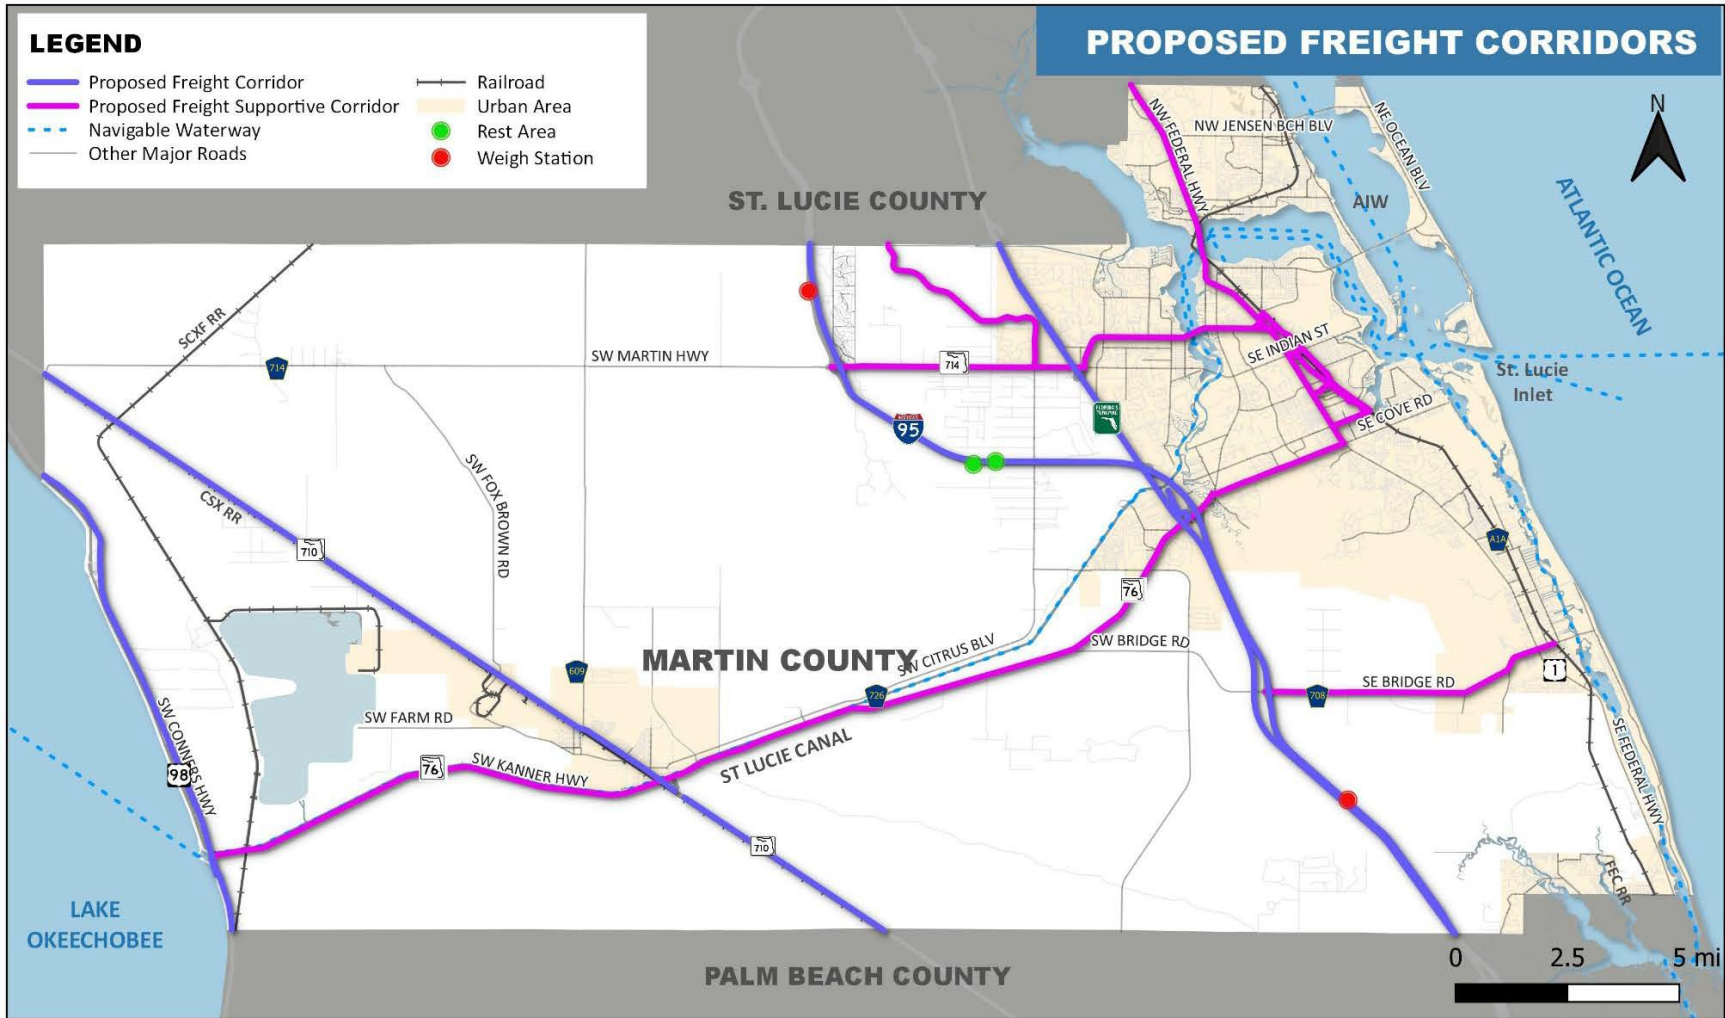 LEGEND
Proposed Freight Corridor
Proposed Freight Supportive Corridor
Navigable Waterway
Other Major Roads
Railroad
Urban Area
Rest Area
Weigh Station
PROPOSED FREIGHT CORRIDORS
N
NW FEDERAL HWY
NW JENSEN BCH BLV
NE OCEAN BLV
AIW
ATLANTIC OCEAN
ST. LUCIE COUNTY
SCXF RR
714
SW MARTIN HWY
714
SE INDIAN ST
St. Lucie
Inlet
FLORIDA'S
TURNPIKE
INTERSTATE
95
SE COVE RD
SW FOX BROWN RD
CSX RR
710
A1A
76
MARTIN COUNTY
SW CITRUS BLV
SW BRIDGE RD
609
726
SE BRIDGE RD
708
1
SW FARM RD
SW CONNERS HWY
98
76
SW KANNER HWY
ST LUCIE CANAL
SE FEDERAL HWY
710
FEC RR
LAKE
OKEECHOBEE
PALM BEACH COUNTY
0 2.5 5 mi